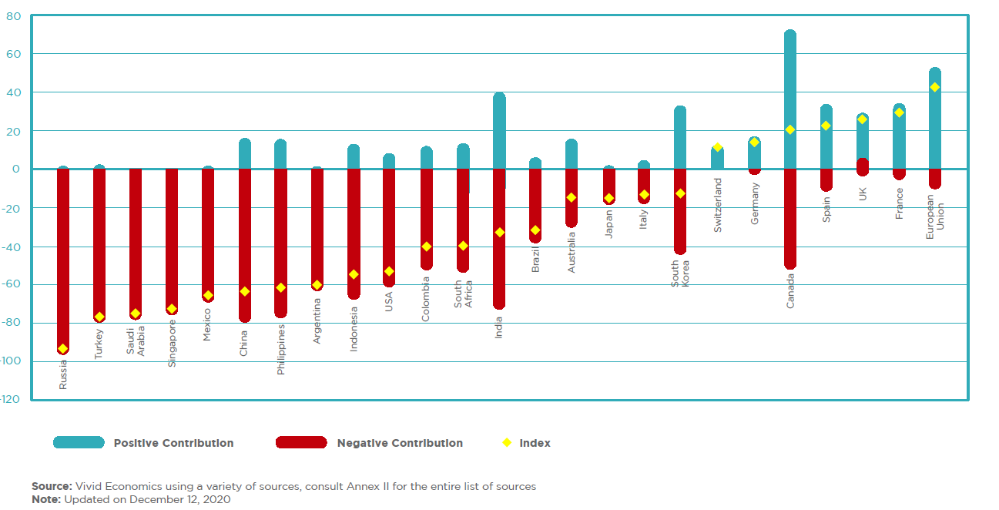 80
60
40
20
0
-20
-40
-60
-80
-100
-120
Russia
Turkey
Saudi
Arabia
Singapore
Mexico
China
Philippines
Argentina
Indonesia
USA
Colombia
South
Africa
India
Brazil
Australia
Japan
Italy
South
Korea
Switzerland
Germany
Canada
Spain
UK
France
European
Union
Positive Contribution
Negative Contribution
Index
Source: Vivid Economics using a variety of sources, consult Annex II for the entire list of sources
Note: Updated on December 12, 2020